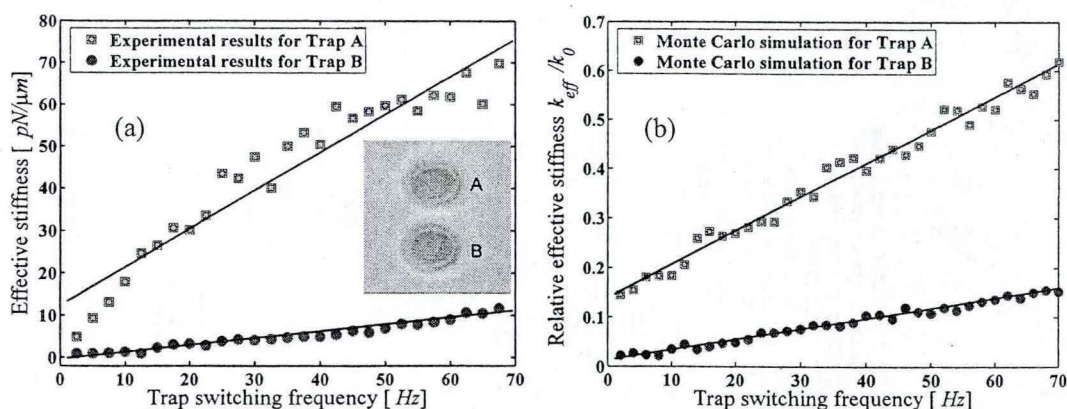 Experimental results for Trap A
Experimental results for Trap B
(a)
A
B
Effective stiffness [ pN/μm]
80
70
60
50
40
30
20
10
0
0 10 20 30 40 50 60 70
Trap switching frequency [ Hz]
Monte Carlo simulation for Trap A
Monte Carlo simulation for Trap B
(b)
Relative effective stiffness k_eff/k_0
0.7
0.6
0.5
0.4
0.3
0.2
0.1
0
0 10 20 30 40 50 60 70
Trap switching frequency [ Hz]